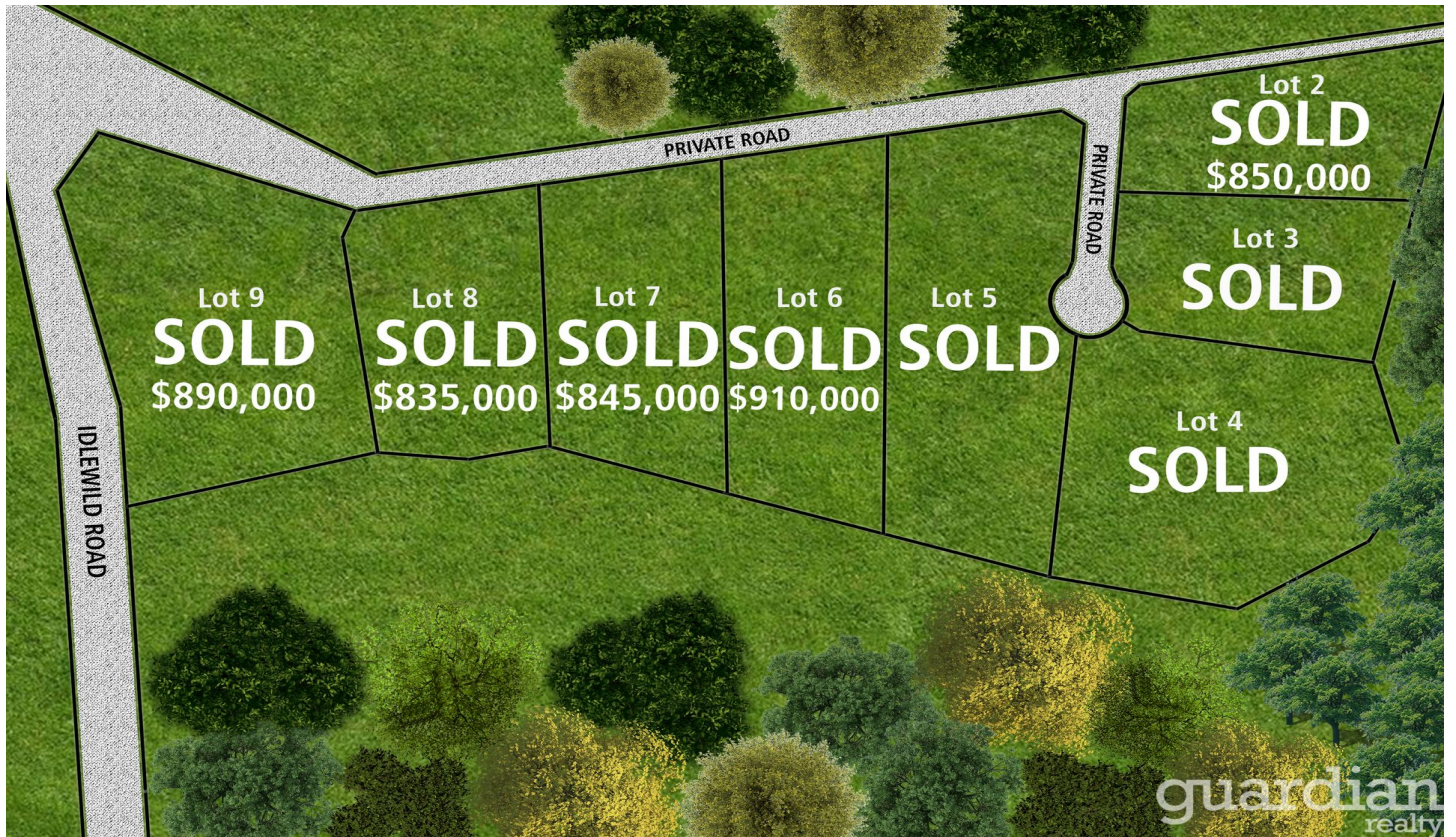 PRIVATE ROAD
PRIVATE ROAD
Lot 2
SOLD
$850,000
Lot 3
SOLD
Lot 9
SOLD
$890,000
Lot 8
SOLD
$835,000
Lot 7
SOLD
$845,000
Lot 6
SOLD
$910,000
Lot 5
SOLD
Lot 4
SOLD
IDLEWILD ROAD
guardian
realty